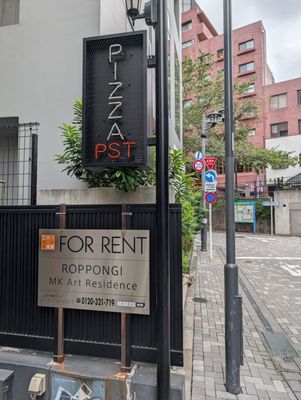 PIZZA
PST
FOR RENT
ROPPONGI
MK Art Residence
0120-321-719